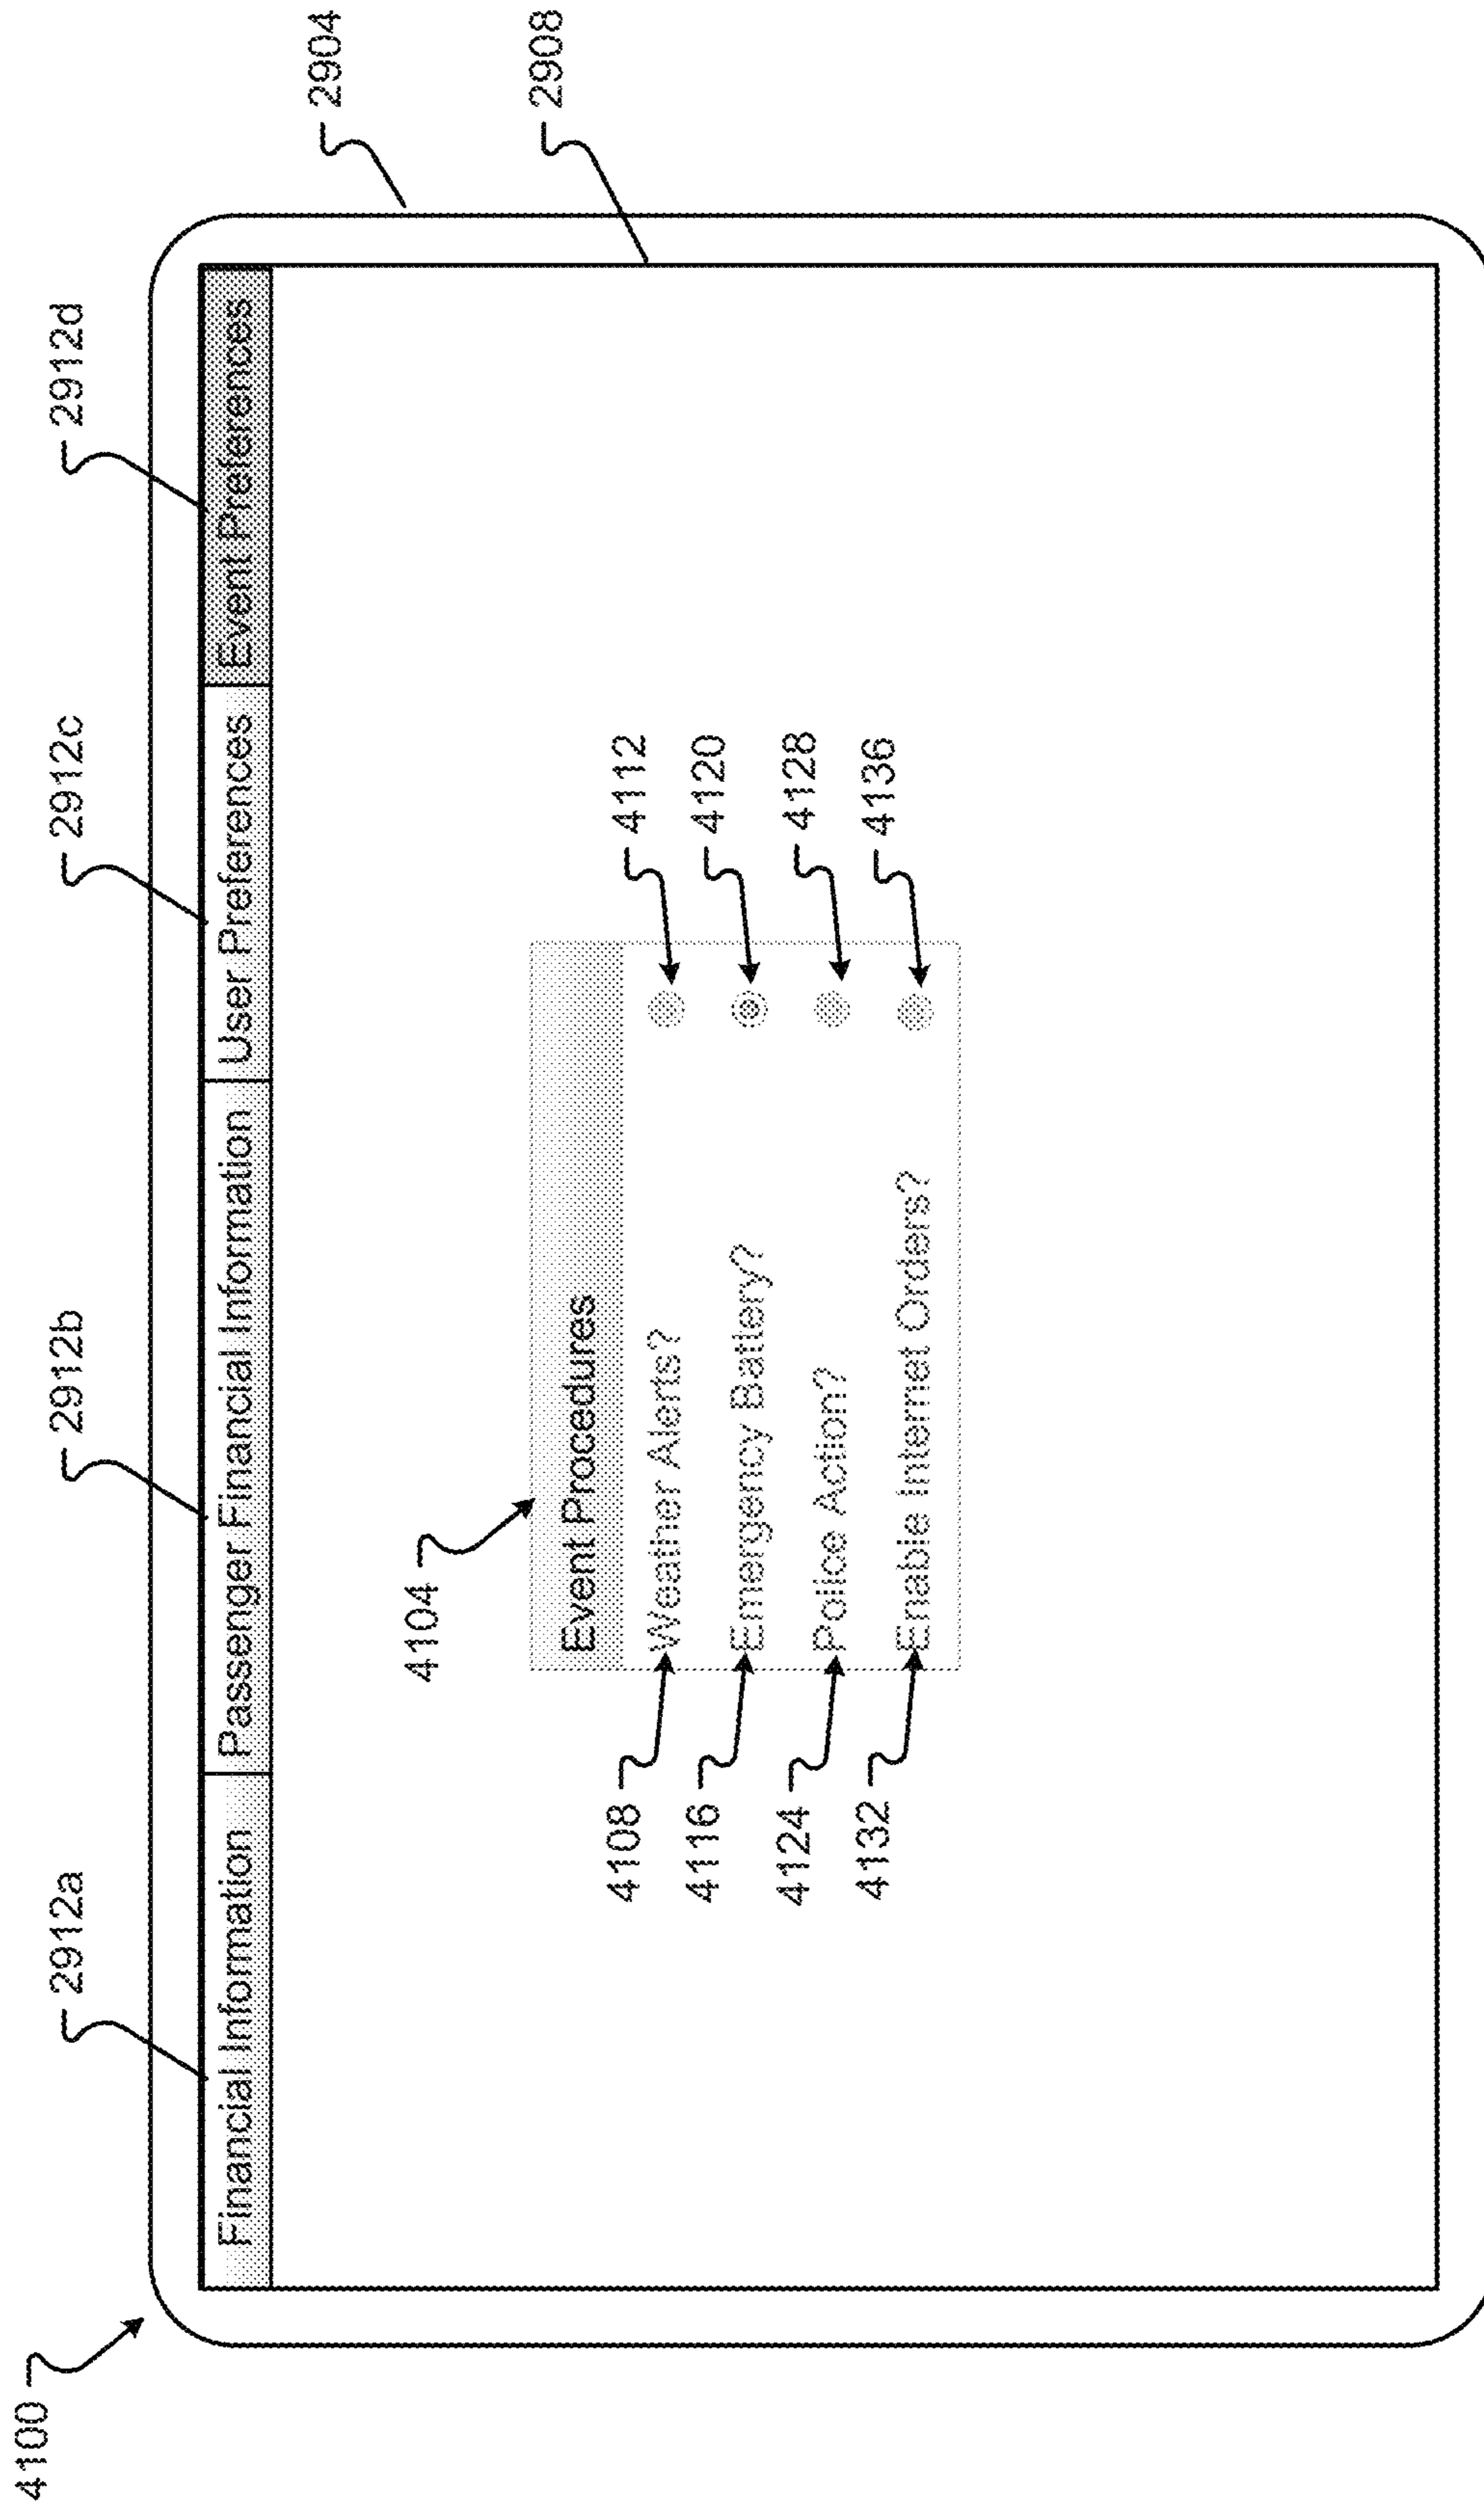 4100
2912a
2912b
2912c
2912d
Financial Information
Passenger Financial Information
User Preferences
Event Preferences
2904
2908
4104
Event Procedures
4108
Weather Alerts?
4112
4116
Emergency Battery?
4120
4124
Police Action?
4128
4132
Enable Internet Orders?
4136